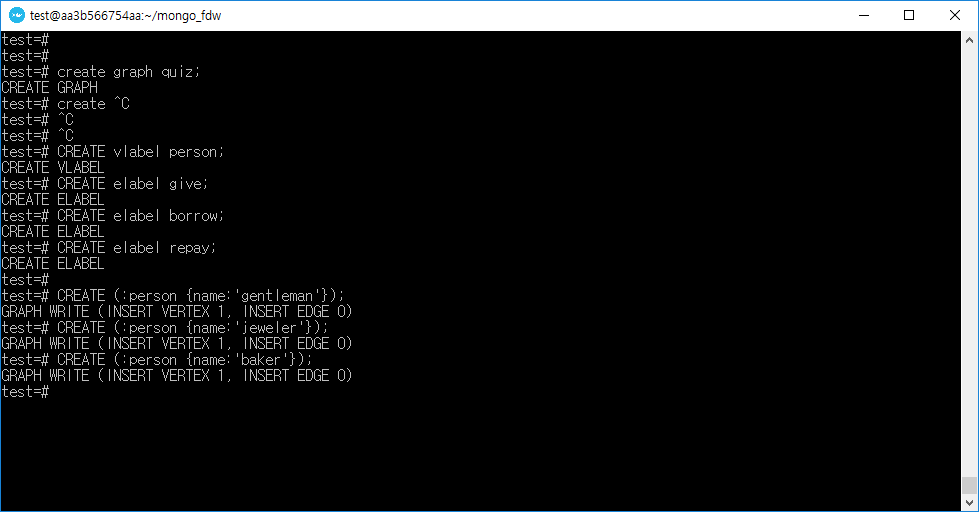 test@aa3b566754aa:~/mongo_fdw
test=#
test=#
test=# create graph quiz;
CREATE GRAPH
test=# create ^C
test=# ^C
test=# ^C
test=# CREATE vlabel person;
CREATE VLABEL
test=# CREATE elabel give;
CREATE ELABEL
test=# CREATE elabel borrow;
CREATE ELABEL
test=# CREATE elabel repay;
CREATE ELABEL
test=#
test=# CREATE (:person {name:'gentleman'});
GRAPH WRITE (INSERT VERTEX 1, INSERT EDGE 0)
test=# CREATE (:person {name:'jeweler'});
GRAPH WRITE (INSERT VERTEX 1, INSERT EDGE 0)
test=# CREATE (:person {name:'baker'});
GRAPH WRITE (INSERT VERTEX 1, INSERT EDGE 0)
test=#